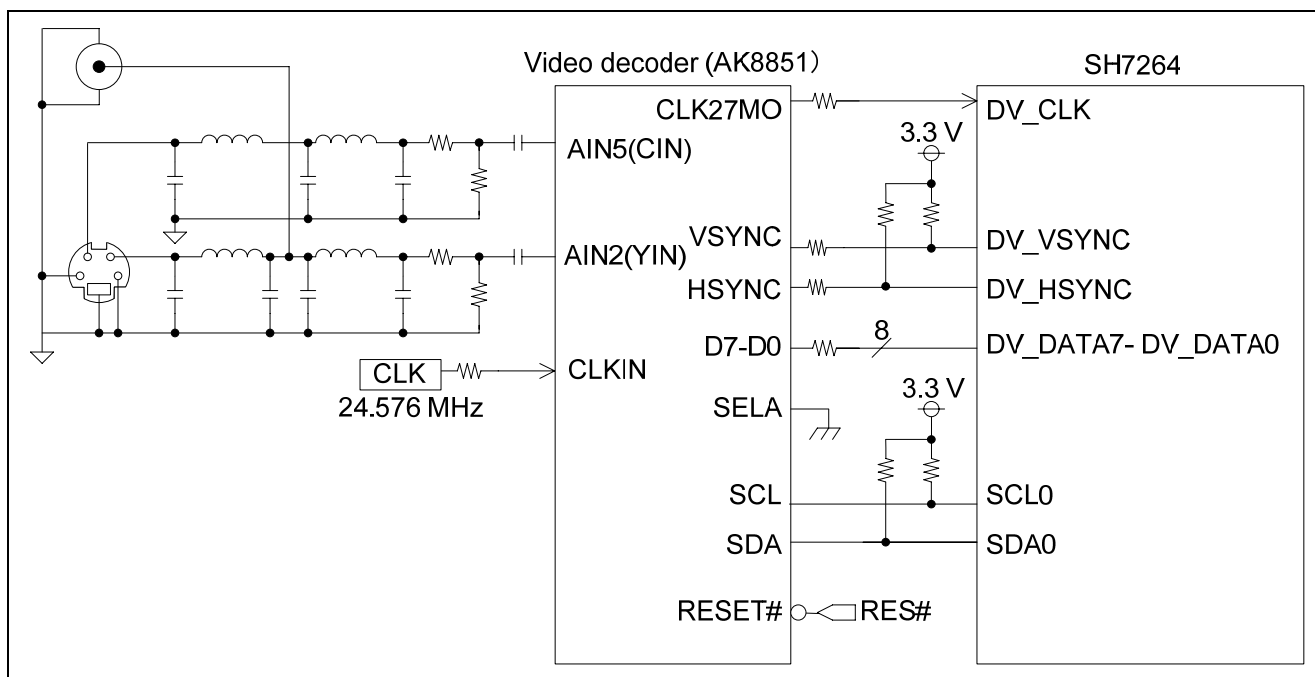 Video decoder (AK8851)
SH7264
CLK27MO
DV_CLK
3.3 V
AIN5(CIN)
VSYNC
DV_VSYNC
AIN2(YIN)
HSYNC
DV_HSYNC
8
D7-D0
DV_DATA7- DV_DATA0
CLK
CLKIN
24.576 MHz
3.3 V
SELA
SCL
SCL0
SDA
SDA0
RESET#
RES#